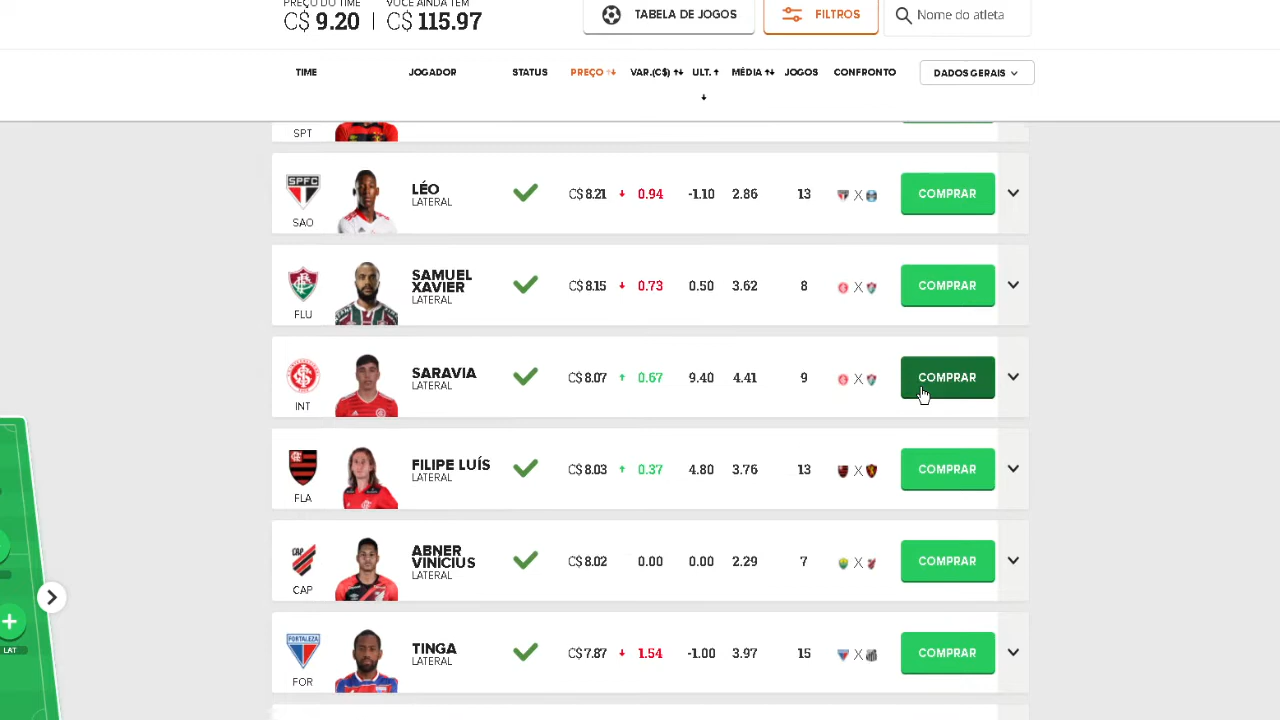 PREÇO DO TIME
VOCÊ AINDA TEM
C$ 9.20 | C$ 115.97
TABELA DE JOGOS
FILTROS
Nome do atleta
TIME JOGADOR STATUS PREÇO ↑↓ VAR.(C$) ↑↓ ULT. ↑↓ MÉDIA ↑↓ JOGOS CONFRONTO DADOS GERAIS
SPT
SPFC
SAO
LÉO
LATERAL
C$ 8.21 ↓ 0.94 -1.10 2.86 13 X COMPRAR
FLU
SAMUEL
XAVIER
LATERAL
C$ 8.15 ↓ 0.73 0.50 3.62 8 X COMPRAR
INT
SARAVIA
LATERAL
C$ 8.07 ↑ 0.67 9.40 4.41 9 X COMPRAR
FLA
FILIPE LUÍS
LATERAL
C$ 8.03 ↑ 0.37 4.80 3.76 13 X COMPRAR
CAP
CAP
ABNER
VINÍCIUS
LATERAL
C$ 8.02 0.00 0.00 2.29 7 X COMPRAR
FORTALEZA
FOR
TINGA
LATERAL
C$ 7.87 ↓ 1.54 -1.00 3.97 15 X COMPRAR
LAT